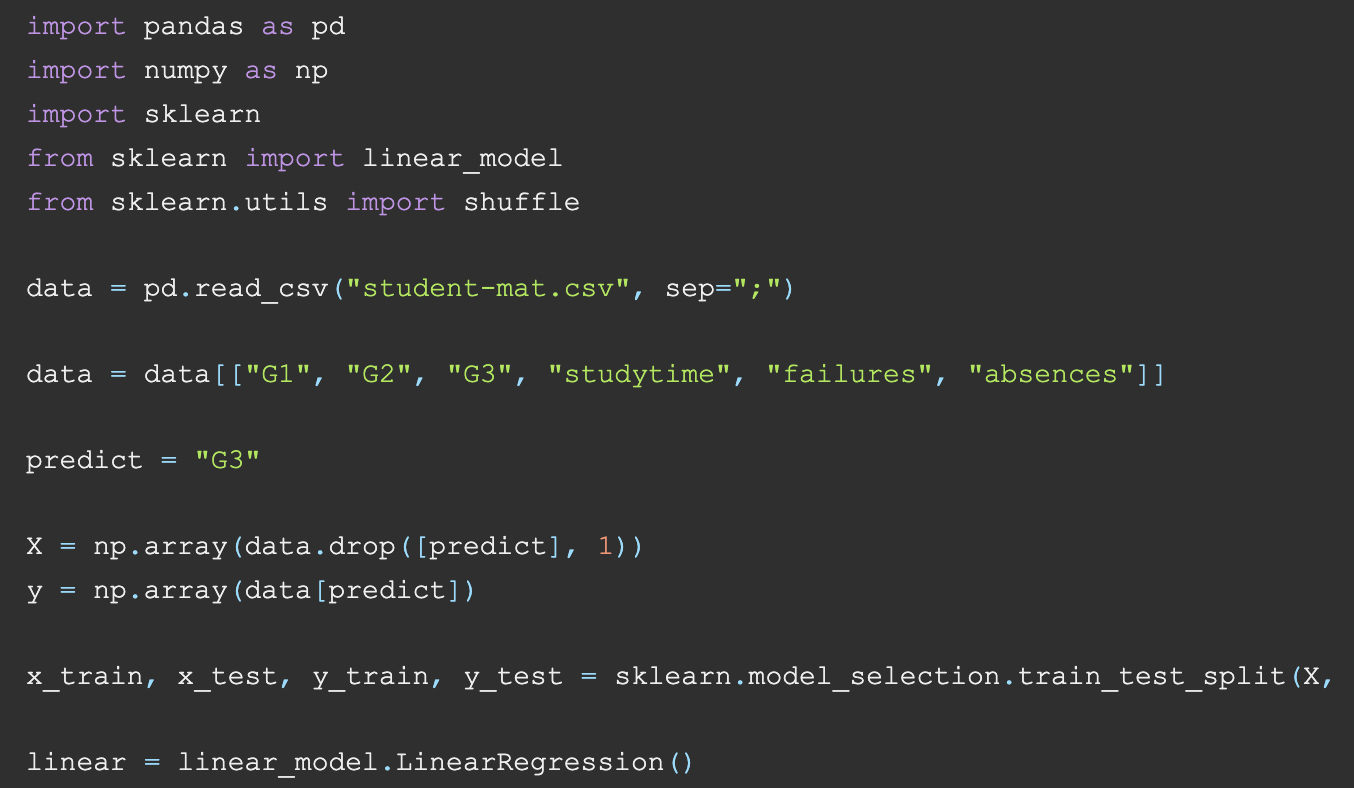 import pandas as pd
import numpy as np
import sklearn
from sklearn import linear_model
from sklearn.utils import shuffle
data = pd.read_csv("student-mat.csv", sep=";")
data = data[["G1", "G2", "G3", "studytime", "failures", "absences"]]
predict = "G3"
X = np.array(data.drop([predict], 1))
y = np.array(data[predict])
x_train, x_test, y_train, y_test = sklearn.model_selection.train_test_split(X,
linear = linear_model.LinearRegression()